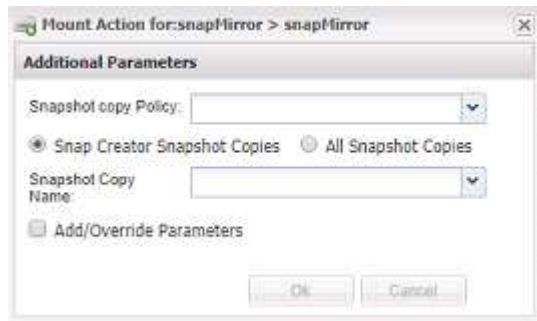 Mount Action for:snapMirror > snapMirror
Additional Parameters
Snapshot copy Policy:
Snap Creator Snapshot Copies All Snapshot Copies
Snapshot Copy
Name:
Add/Override Parameters
Ok Cancel